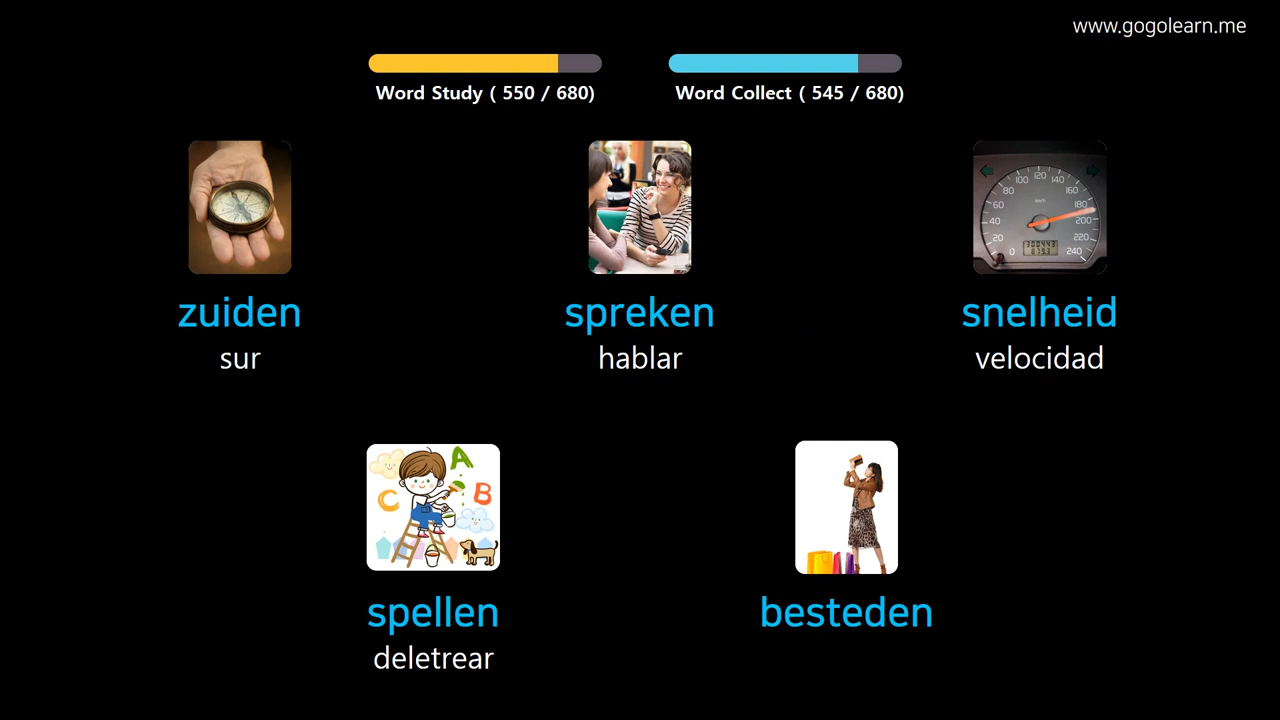 www.gogolearn.me
Word Study ( 550 / 680)
Word Collect ( 545 / 680)
zuiden
sur
spreken
hablar
snelheid
velocidad
spellen
deletrear
besteden